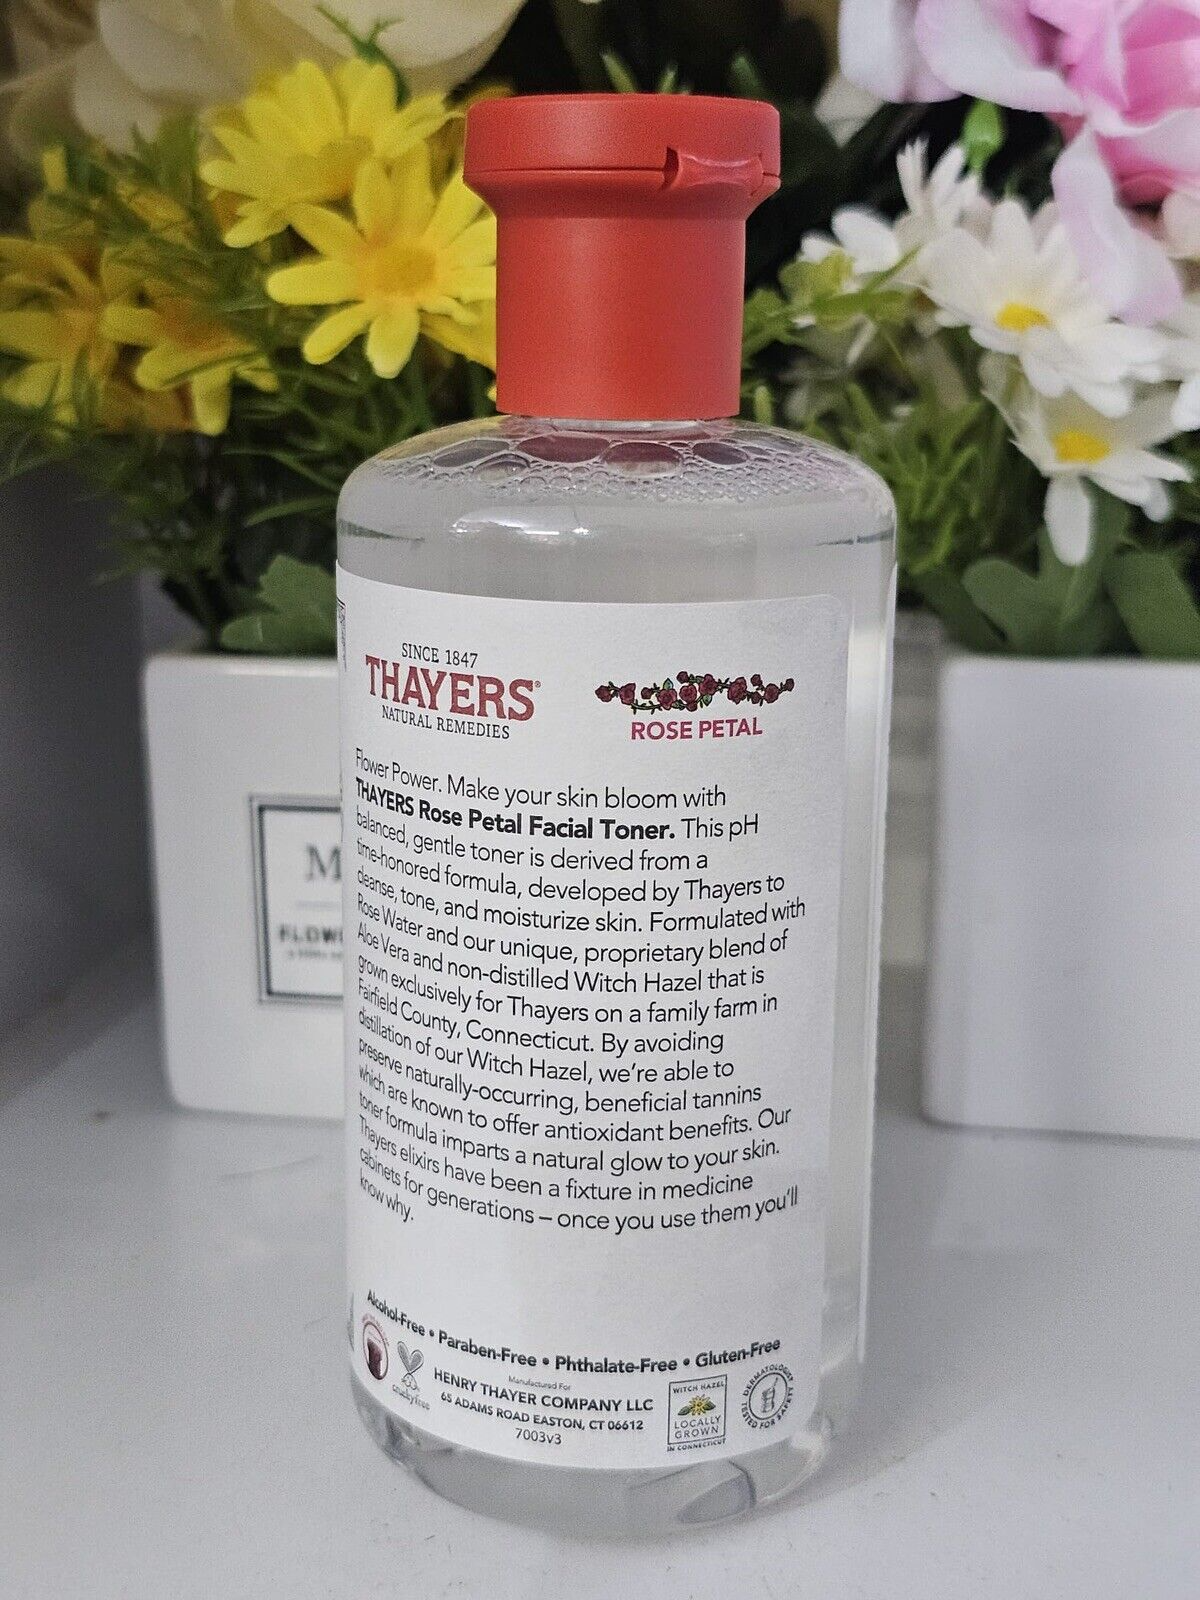 SINCE 1847
THAYERS®
NATURAL REMEDIES
ROSE PETAL
Flower Power. Make your skin bloom with
THAYERS Rose Petal Facial Toner. This pH
balanced, gentle toner is derived from a
time-honored formula, developed by Thayers to
cleanse, tone, and moisturize skin. Formulated with
Rose Water and our unique, proprietary blend of
Aloe Vera and non-distilled Witch Hazel that is
grown exclusively for Thayers on a family farm in
Fairfield County, Connecticut. By avoiding
distillation of our Witch Hazel, we're able to
preserve naturally-occurring, beneficial tannins
which are known to offer antioxidant benefits. Our
toner formula imparts a natural glow to your skin.
Thayers elixirs have been a fixture in medicine
cabinets for generations – once you use them you'll
know why.
Alcohol-Free • Paraben-Free • Phthalate-Free • Gluten-Free
cruelty free
Manufactured For
HENRY THAYER COMPANY LLC
65 ADAMS ROAD EASTON, CT 06612
7003v3
WITCH HAZEL
LOCALLY
GROWN
IN CONNECTICUT
DERMATOLOGIST
TESTED FOR SAFETY
M
FLOW